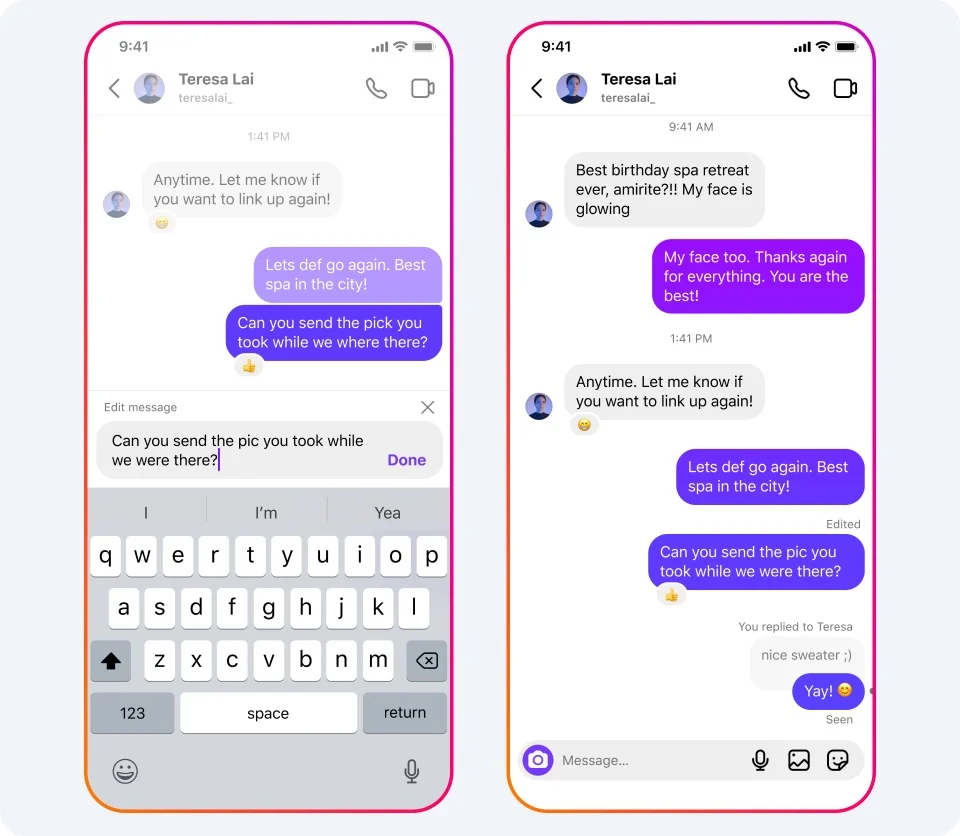 9:41
Teresa Lai
teresalai_
1:41 PM
Anytime. Let me know if
you want to link up again!
Lets def go again. Best
spa in the city!
Can you send the pick you
took while we where there?
Edit message
Can you send the pic you took while
we were there?
Done
I I'm Yea
q w e r t y u i o p
a s d f g h j k l
z x c v b n m
123 space return
9:41
Teresa Lai
teresalai_
9:41 AM
Best birthday spa retreat
ever, amirite?!! My face is
glowing
My face too. Thanks again
for everything. You are the
best!
1:41 PM
Anytime. Let me know if
you want to link up again!
Lets def go again. Best
spa in the city!
Edited
Can you send the pic you
took while we were there?
You replied to Teresa
nice sweater ;)
Yay! 😊
Seen
Message...